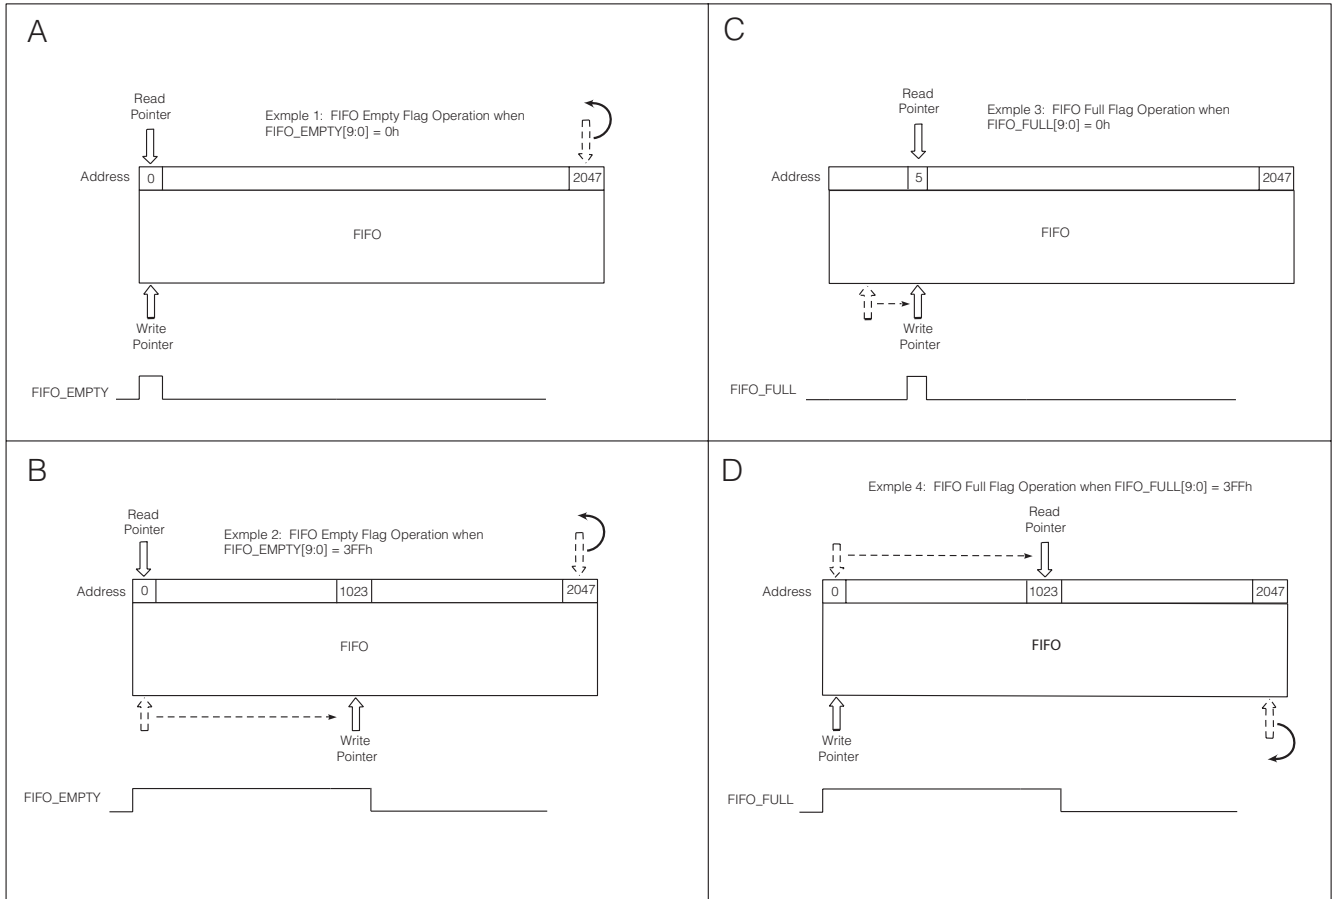 A
Read
Pointer
Exmple 1: FIFO Empty Flag Operation when
FIFO_EMPTY[9:0] = 0h
Address
0
2047
FIFO
Write
Pointer
FIFO_EMPTY
C
Read
Pointer
Exmple 3: FIFO Full Flag Operation when
FIFO_FULL[9:0] = 0h
Address
5
2047
FIFO
Write
Pointer
FIFO_FULL
B
Read
Pointer
Exmple 2: FIFO Empty Flag Operation when
FIFO_EMPTY[9:0] = 3FFh
Address
0
1023
2047
FIFO
Write
Pointer
FIFO_EMPTY
D
Exmple 4: FIFO Full Flag Operation when FIFO_FULL[9:0] = 3FFh
Read
Pointer
Address
0
1023
2047
FIFO
Write
Pointer
FIFO_FULL